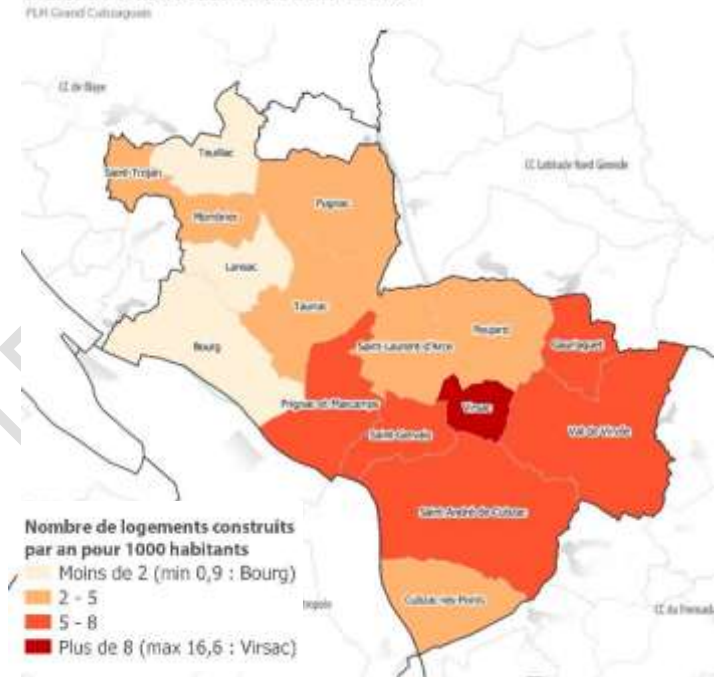 PLH Grand Cubzaguais
CC de Blaye
Teuillac
Saint-Trojan
CC Latitude Nord Gironde
Mombrier
Pugnac
Lansac
Tauriac
Bourg
Peujard
Saint-Laurent-d'Arce
Gauriaguet
Prignac et Marcamps
Virsac
Saint-Gervais
Val de Virvée
Saint-André-de-Cubzac
Nombre de logements construits
par an pour 1000 habitants
Moins de 2 (min 0,9 : Bourg)
2 - 5
5 - 8
Plus de 8 (max 16,6 : Virsac)
Cubzac-les-Ponts
CC du Fronsada